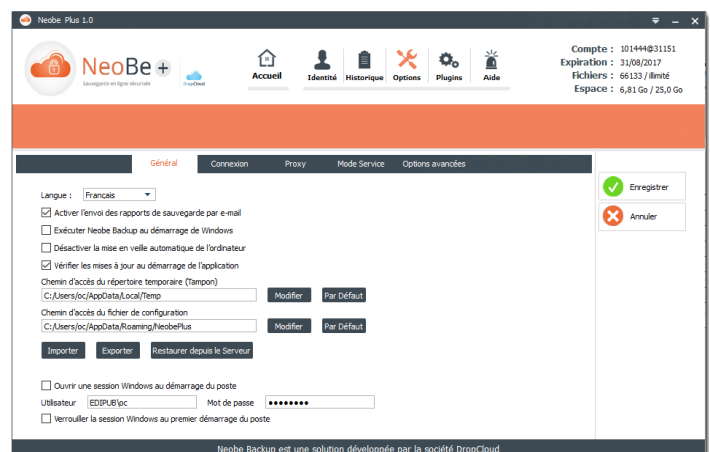 Neobe Plus 1.0
NeoBe +
Sauvegarde en ligne sécurisée
DropCloud
Accueil
Identité
Historique
Options
Plugins
Aide
Compte : 101444@31151
Expiration : 31/08/2017
Fichiers : 66133 / illimité
Espace : 6,81 Go / 25,0 Go
Général
Connexion
Proxy
Mode Service
Options avancées
Langue : Français
Activer l'envoi des rapports de sauvegarde par e-mail
Exécuter Neobe Backup au démarrage de Windows
Désactiver la mise en veille automatique de l'ordinateur
Vérifier les mises à jour au démarrage de l'application
Chemin d'accès du répertoire temporaire (Tampon)
C:/Users/oc/AppData/Local/Temp
Modifier
Par Défaut
Chemin d'accès du fichier de configuration
C:/Users/oc/AppData/Roaming/NeobePlus
Modifier
Par Défaut
Importer
Exporter
Restaurer depuis le Serveur
Ouvrir une session Windows au démarrage du poste
Utilisateur EDIPUB\oc Mot de passe ●●●●●●●●
Verrouiller la session Windows au premier démarrage du poste
Enregistrer
Annuler
Neobe Backup est une solution développée par la société DropCloud